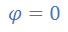 φ = 0